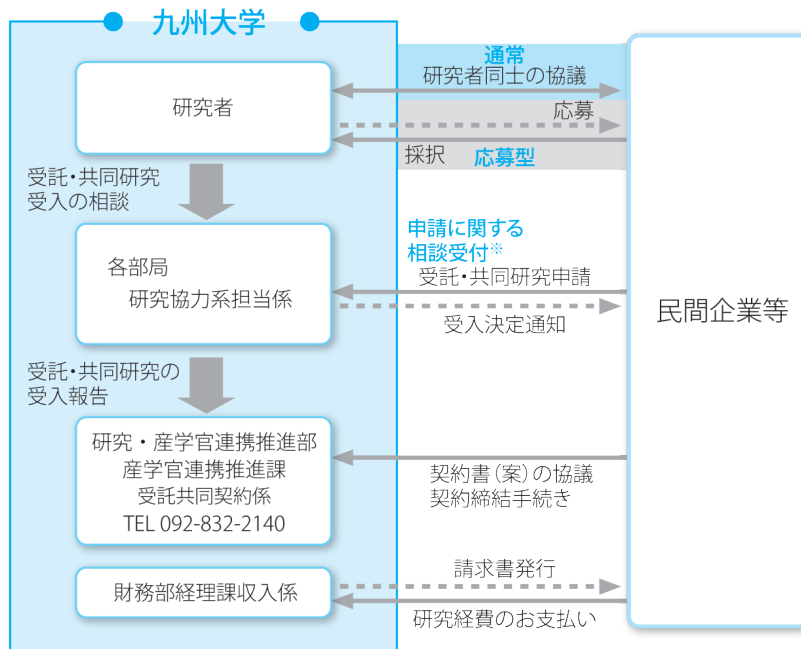 九州大学
通常
研究者同士の協議
研究者
応募
採択 応募型
受託・共同研究
受入の相談
申請に関する
相談受付※
各部局
研究協力系担当係
受託・共同研究申請
受入決定通知
民間企業等
受託・共同研究の
受入報告
研究・産学官連携推進部
産学官連携推進課
受託共同契約係
TEL 092-832-2140
契約書(案)の協議
契約締結手続き
請求書発行
財務部経理課収入係
研究経費のお支払い